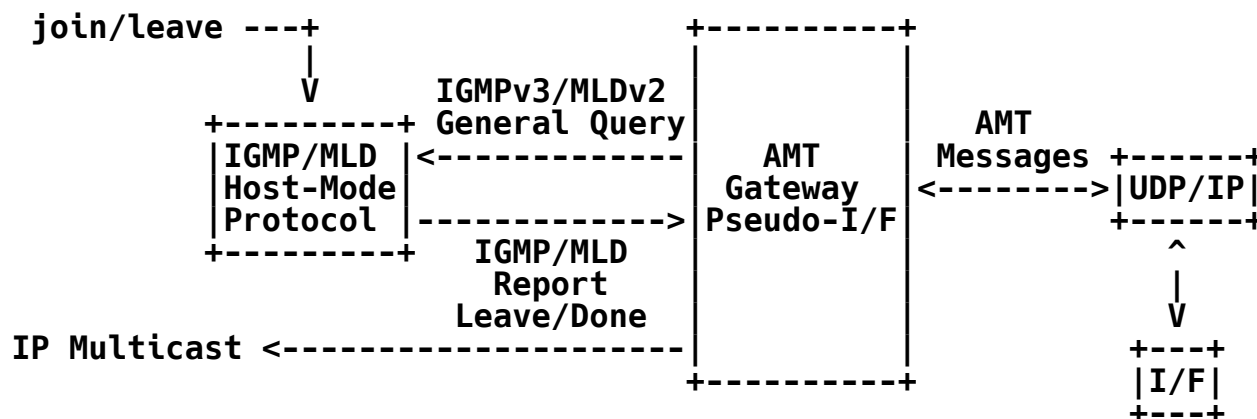 join/leave ---+ +----------+
| | |
V IGMPv3/MLDv2 | |
+---------+ General Query| | AMT
|IGMP/MLD |<-------------| AMT | Messages +------+
|Host-Mode| | Gateway |<-------->|UDP/IP|
|Protocol |------------->|Pseudo-I/F| +------+
+---------+ IGMP/MLD | | ^
Report | | |
Leave/Done | | V
IP Multicast <---------------------| | +---+
+----------+ |I/F|
+---+